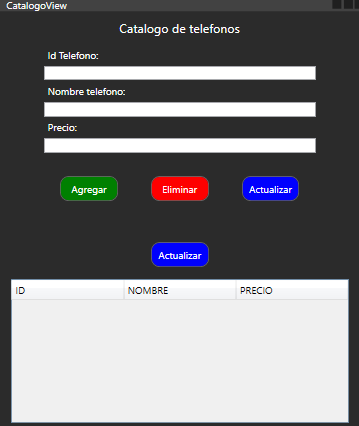 CatalogoView
Catalogo de telefonos
Id Telefono:
Nombre telefono:
Precio:
Agregar Eliminar Actualizar
Actualizar
ID NOMBRE PRECIO